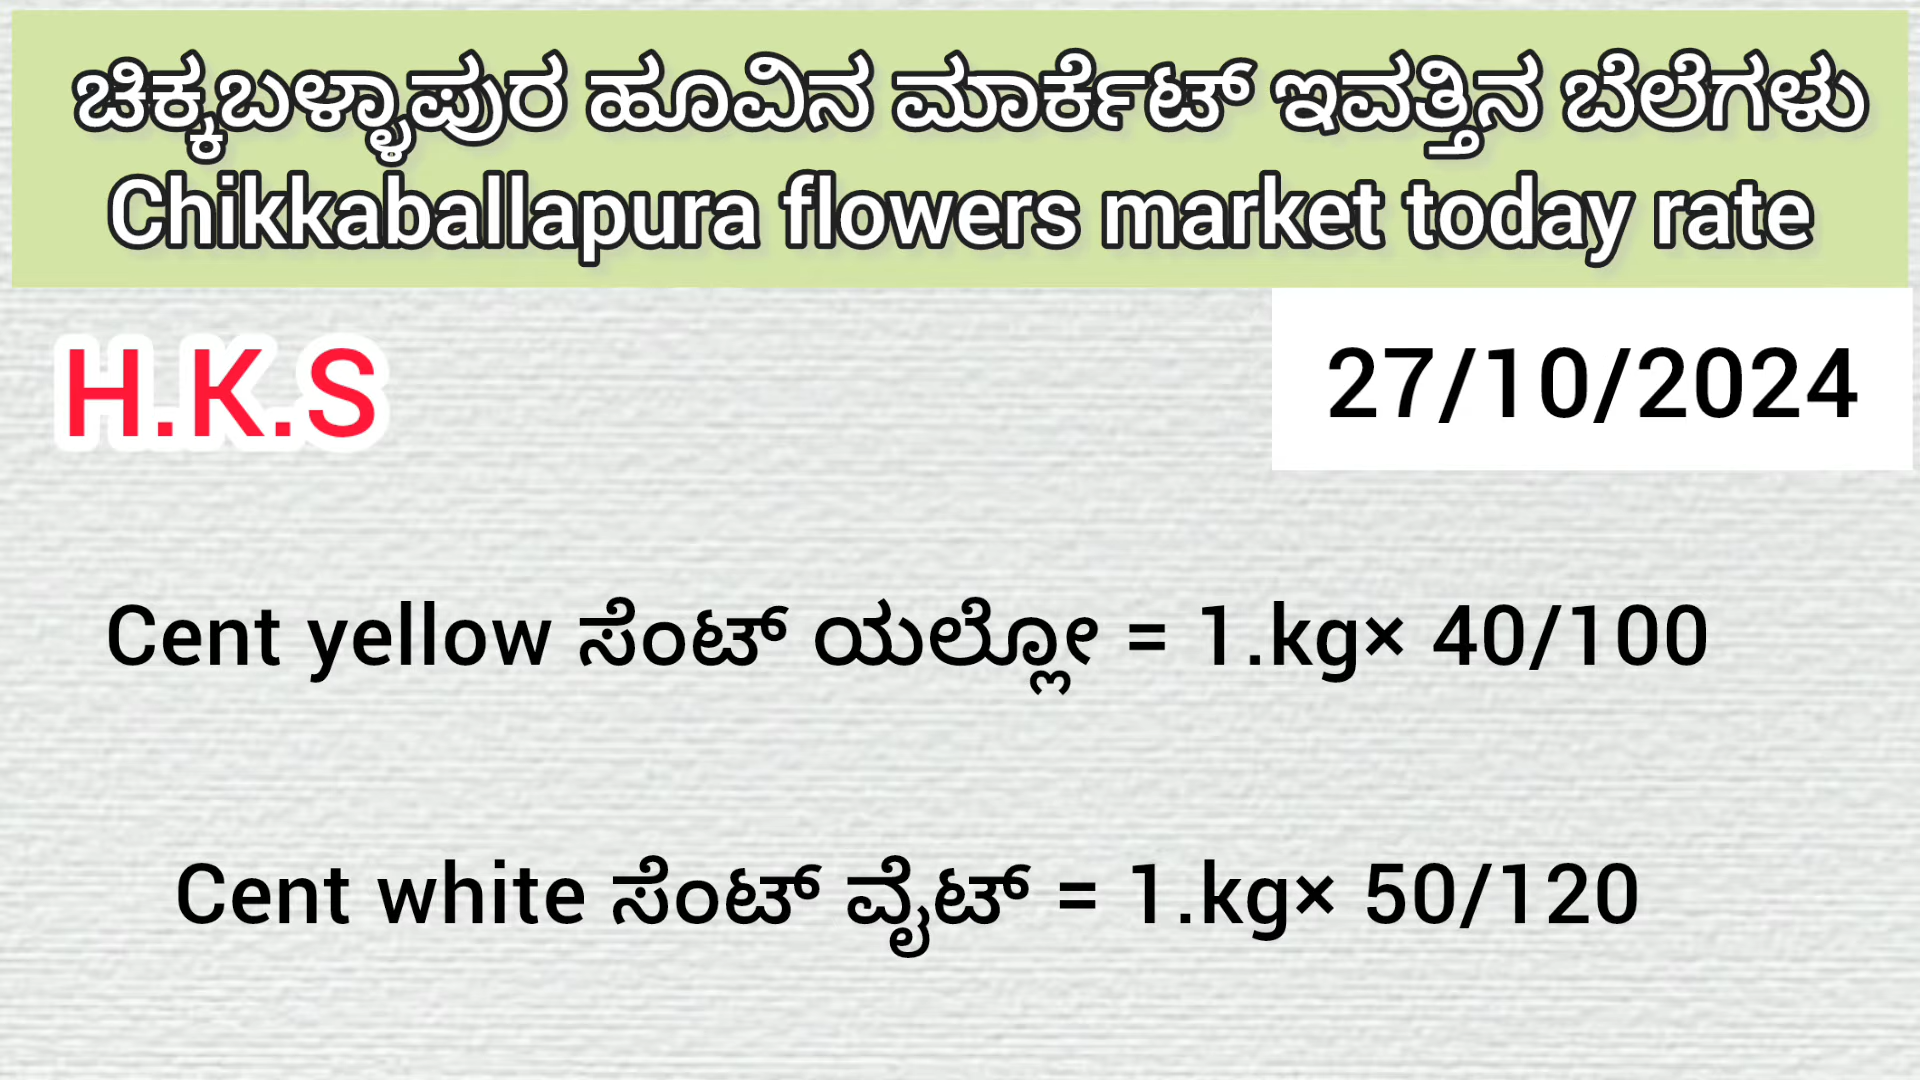 ಚಿಕ್ಕಬಳ್ಳಾಪುರ ಹೂವಿನ ಮಾರ್ಕೆಟ್ ಇವತ್ತಿನ ಬೆಲೆಗಳು
Chikkaballapura flowers market today rate
H.K.S
27/10/2024
Cent yellow ಸೆಂಟ್ ಯಲ್ಲೋ = 1.kg× 40/100
Cent white ಸೆಂಟ್ ವೈಟ್ = 1.kg× 50/120